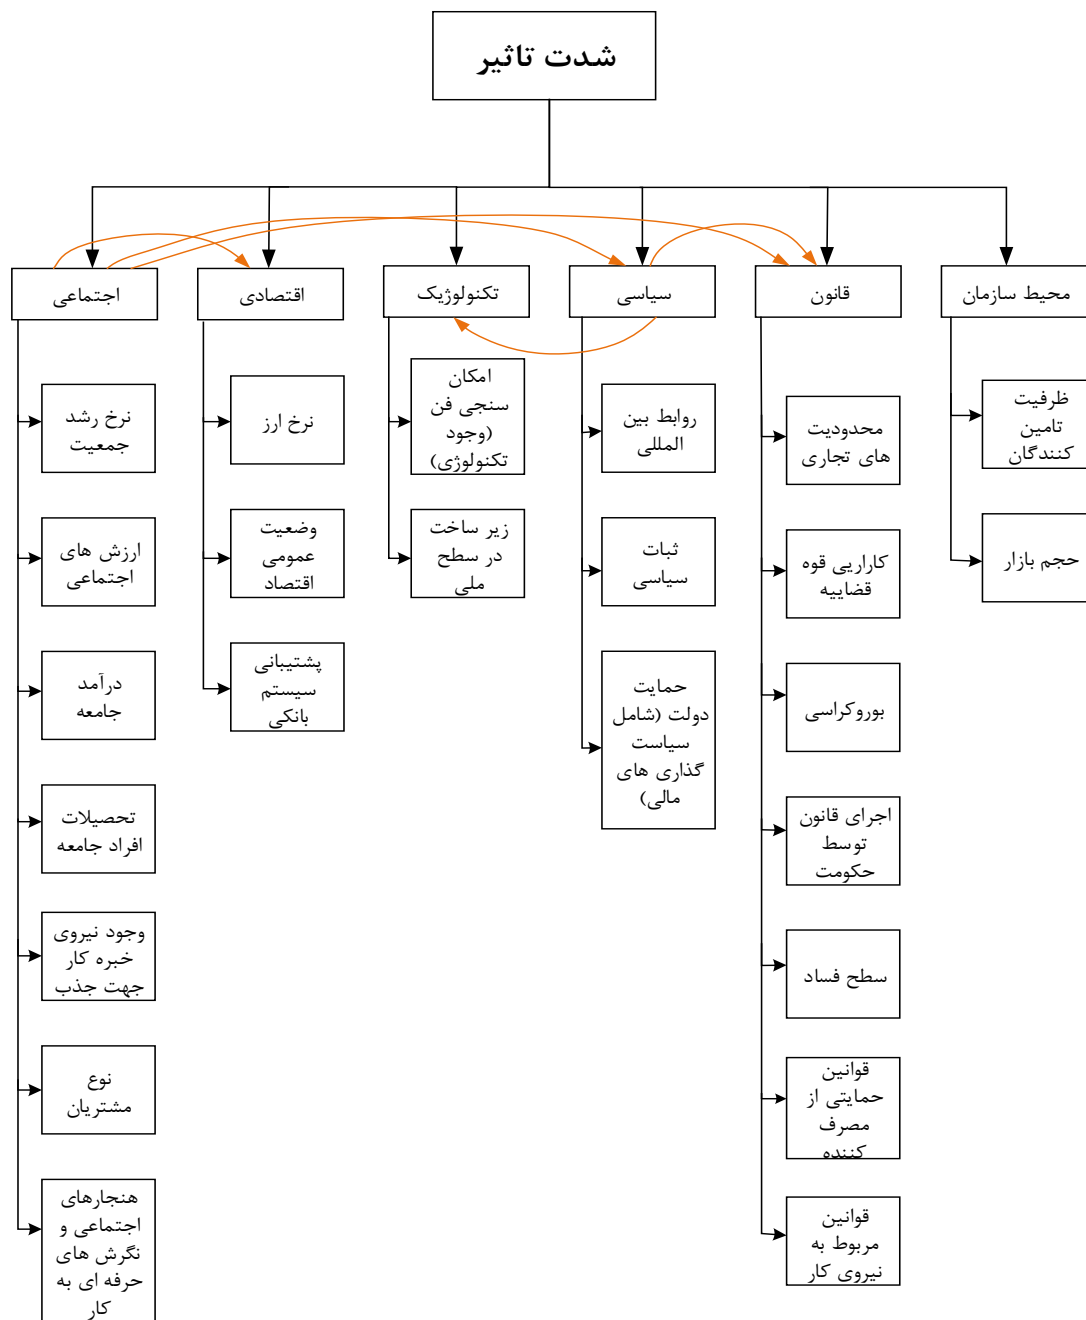 شدت تاثیر
محیط سازمان
قانون
سیاسی
تکنولوژیک
اقتصادی
اجتماعی
ظرفیت
تامین
کنندگان
حجم بازار
محدودیت
های تجاری
کارایی قوه
قضاییه
بوروکراسی
اجرای قانون
توسط
حکومت
سطح فساد
قوانین
حمایتی از
مصرف
کننده
قوانین
مربوط به
نیروی کار
روابط بین
المللی
ثبات
سیاسی
حمایت
دولت (شامل
سیاست
گذاری های
مالی)
امکان
سنجی فن
(وجود
تکنولوژی)
زیر ساخت
در سطح
ملی
نرخ ارز
وضعیت
عمومی
اقتصاد
پشتیبانی
سیستم
بانکی
نرخ رشد
جمعیت
ارزش های
اجتماعی
درآمد
جامعه
تحصیلات
افراد جامعه
وجود نیروی
خبره کار
جهت جذب
نوع
مشتریان
هنجارهای
اجتماعی و
نگرش های
حرفه ای به
کار